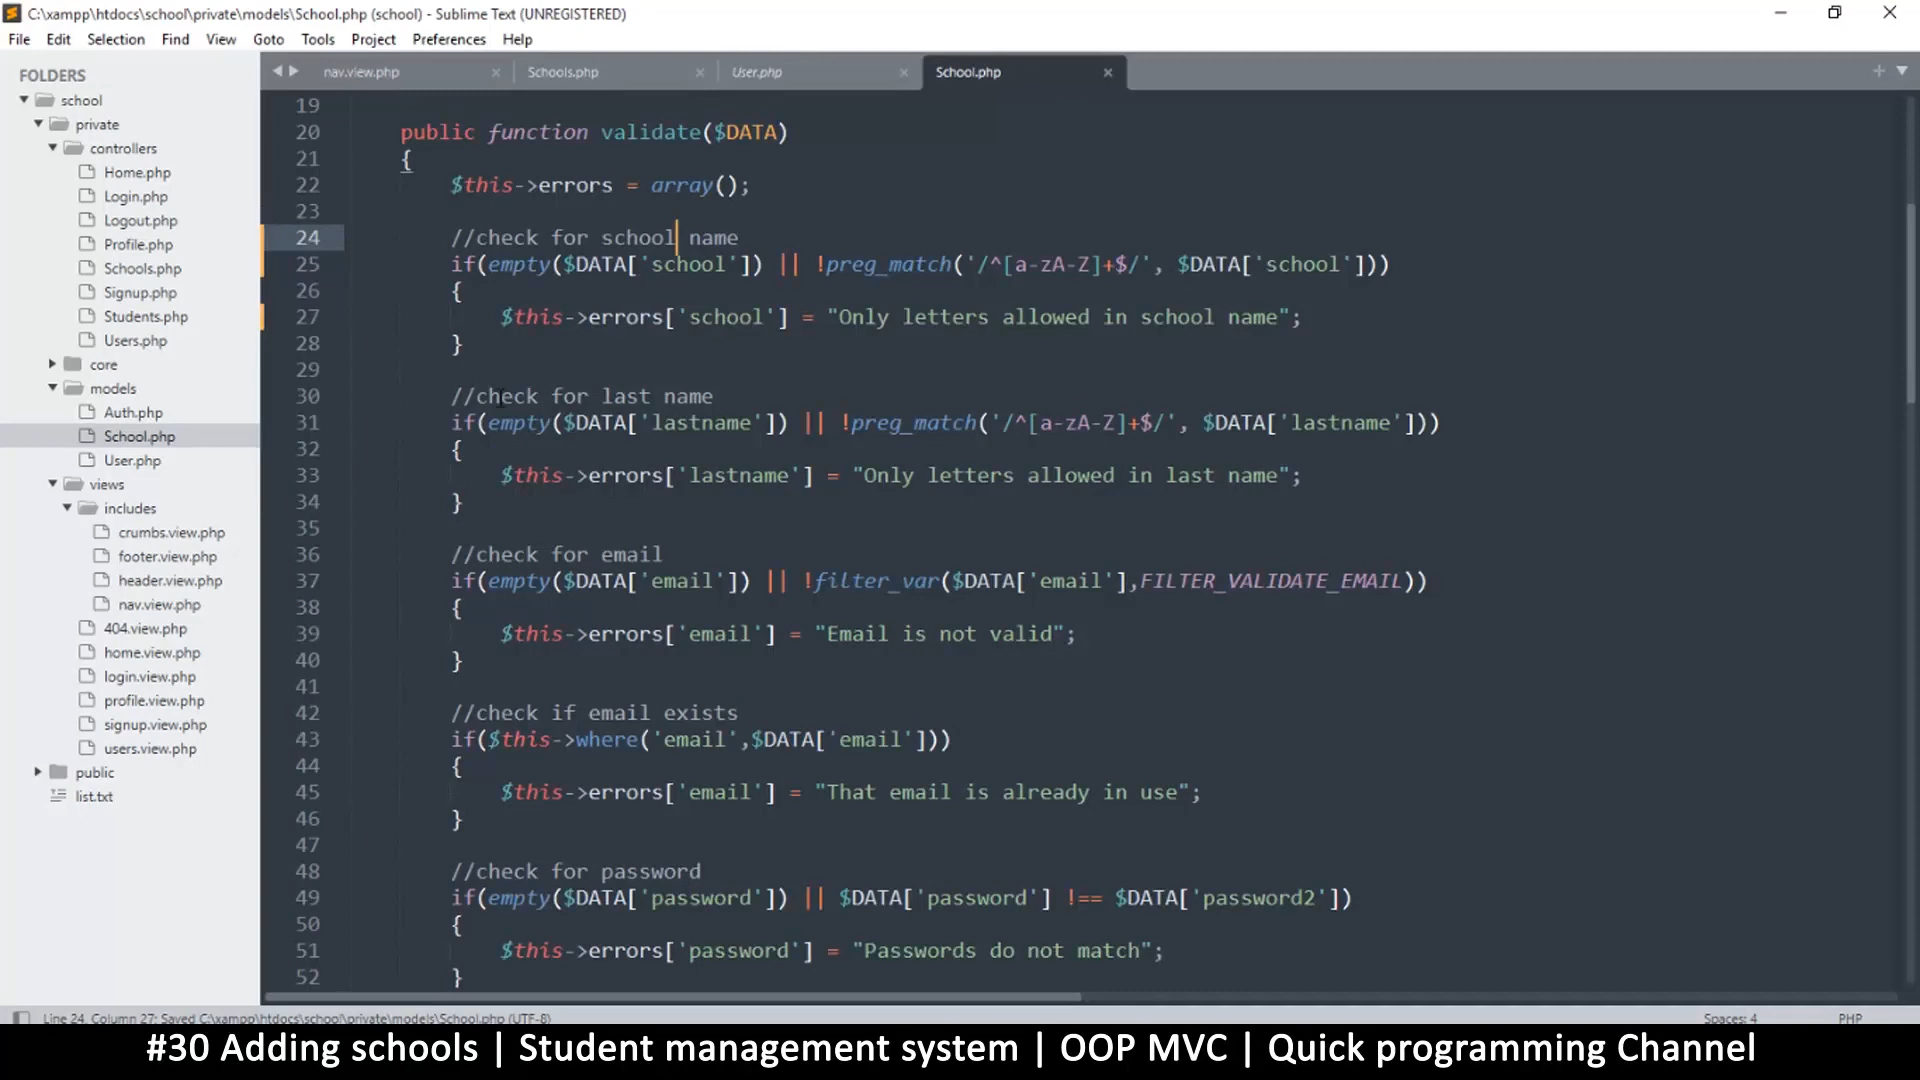 C:\xampp\htdocs\school\private\models\School.php (school) - Sublime Text (UNREGISTERED)
File Edit Selection Find View Goto Tools Project Preferences Help
FOLDERS
school
private
controllers
Home.php
Login.php
Logout.php
Profile.php
Schools.php
Signup.php
Students.php
Users.php
core
models
Auth.php
School.php
User.php
views
includes
crumbs.view.php
footer.view.php
header.view.php
nav.view.php
404.view.php
home.view.php
login.view.php
profile.view.php
signup.view.php
users.view.php
public
list.txt
nav.view.php Schools.php User.php School.php
19
20 public function validate($DATA)
21 {
22 $this->errors = array();
23
24 //check for school name
25 if(empty($DATA['school']) || !preg_match('/^[a-zA-Z]+$/', $DATA['school']))
26 {
27 $this->errors['school'] = "Only letters allowed in school name";
28 }
29
30 //check for last name
31 if(empty($DATA['lastname']) || !preg_match('/^[a-zA-Z]+$/', $DATA['lastname']))
32 {
33 $this->errors['lastname'] = "Only letters allowed in last name";
34 }
35
36 //check for email
37 if(empty($DATA['email']) || !filter_var($DATA['email'],FILTER_VALIDATE_EMAIL))
38 {
39 $this->errors['email'] = "Email is not valid";
40 }
41
42 //check if email exists
43 if($this->where('email',$DATA['email']))
44 {
45 $this->errors['email'] = "That email is already in use";
46 }
47
48 //check for password
49 if(empty($DATA['password']) || $DATA['password'] !== $DATA['password2'])
50 {
51 $this->errors['password'] = "Passwords do not match";
52 }
Line 24, Column 27; Saved C:\xampp\htdocs\school\private\models\School.php (UTF-8) Spaces: 4 PHP
#30 Adding schools | Student management system | OOP MVC | Quick programming Channel